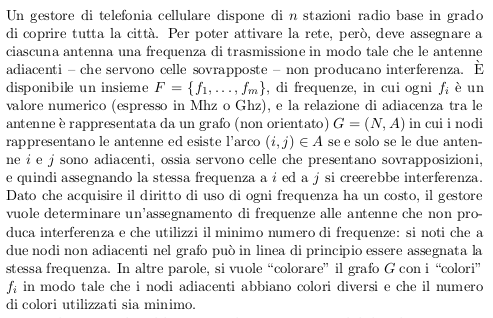 Un gestore di telefonia cellulare dispone di n stazioni radio base in grado
di coprire tutta la città. Per poter attivare la rete, però, deve assegnare a
ciascuna antenna una frequenza di trasmissione in modo tale che le antenne
adiacenti – che servono celle sovrapposte – non producano interferenza. È
disponibile un insieme F = {f₁, . . . , fₘ}, di frequenze, in cui ogni fᵢ è un
valore numerico (espresso in Mhz o Ghz), e la relazione di adiacenza tra le
antenne è rappresentata da un grafo (non orientato) G = (N, A) in cui i nodi
rappresentano le antenne ed esiste l'arco (i, j) ∈ A se e solo se le due anten-
ne i e j sono adiacenti, ossia servono celle che presentano sovrapposizioni,
e quindi assegnando la stessa frequenza a i ed a j si creerebbe interferenza.
Dato che acquisire il diritto di uso di ogni frequenza ha un costo, il gestore
vuole determinare un'assegnamento di frequenze alle antenne che non pro-
duca interferenza e che utilizzi il minimo numero di frequenze: si noti che a
due nodi non adiacenti nel grafo può in linea di principio essere assegnata la
stessa frequenza. In altre parole, si vuole “colorare” il grafo G con i “colori”
fᵢ in modo tale che i nodi adiacenti abbiano colori diversi e che il numero
di colori utilizzati sia minimo.